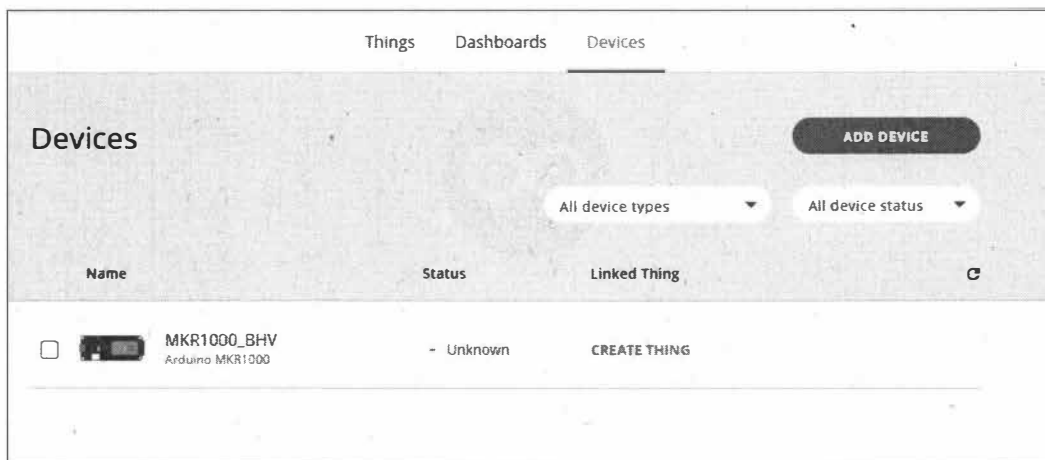 Things Dashboards Devices
Devices
ADD DEVICE
All device types All device status
Name Status Linked Thing
MKR1000_BHV
Arduino MKR1000
- Unknown
CREATE THING